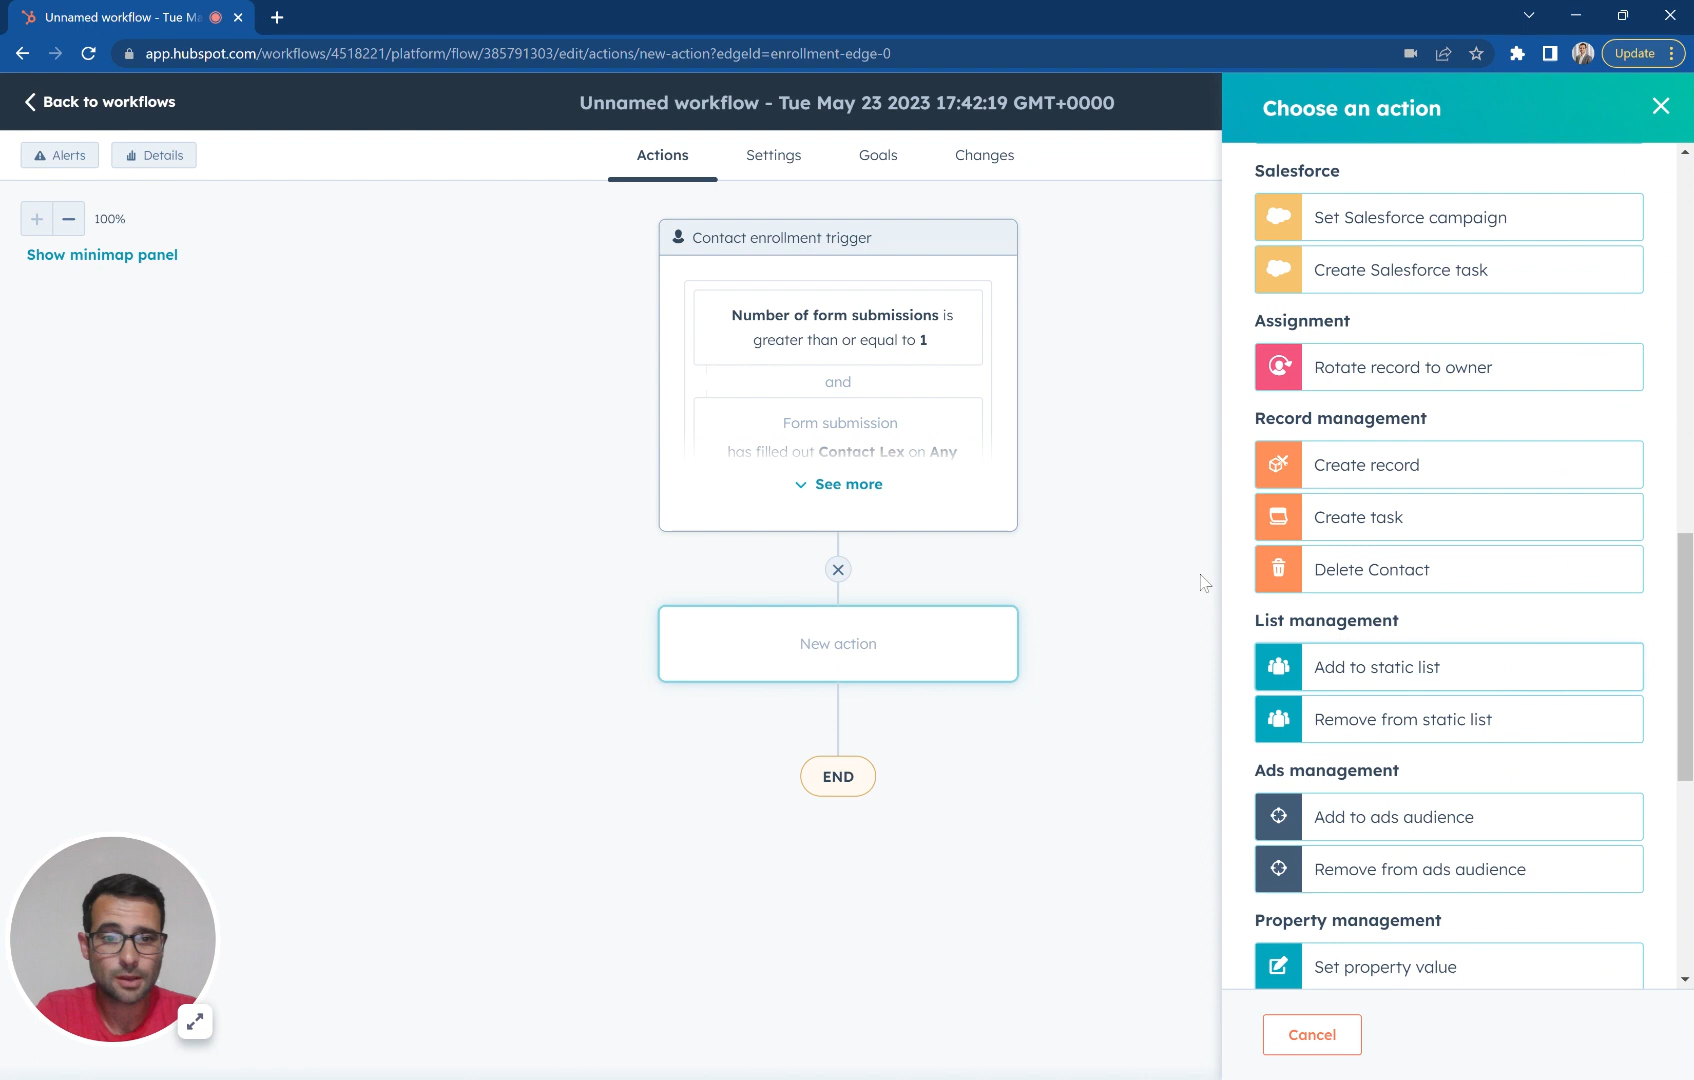 Unnamed workflow - Tue Ma
app.hubspot.com/workflows/4518221/platform/flow/385791303/edit/actions/new-action?edgeId=enrollment-edge-0
Update
Back to workflows
Unnamed workflow - Tue May 23 2023 17:42:19 GMT+0000
Choose an action
Alerts
Details
Actions
Settings
Goals
Changes
100%
Show minimap panel
Contact enrollment trigger
Number of form submissions is
greater than or equal to 1
and
Form submission
has filled out Contact Lex on Any
See more
New action
END
Salesforce
Set Salesforce campaign
Create Salesforce task
Assignment
Rotate record to owner
Record management
Create record
Create task
Delete Contact
List management
Add to static list
Remove from static list
Ads management
Add to ads audience
Remove from ads audience
Property management
Set property value
Cancel